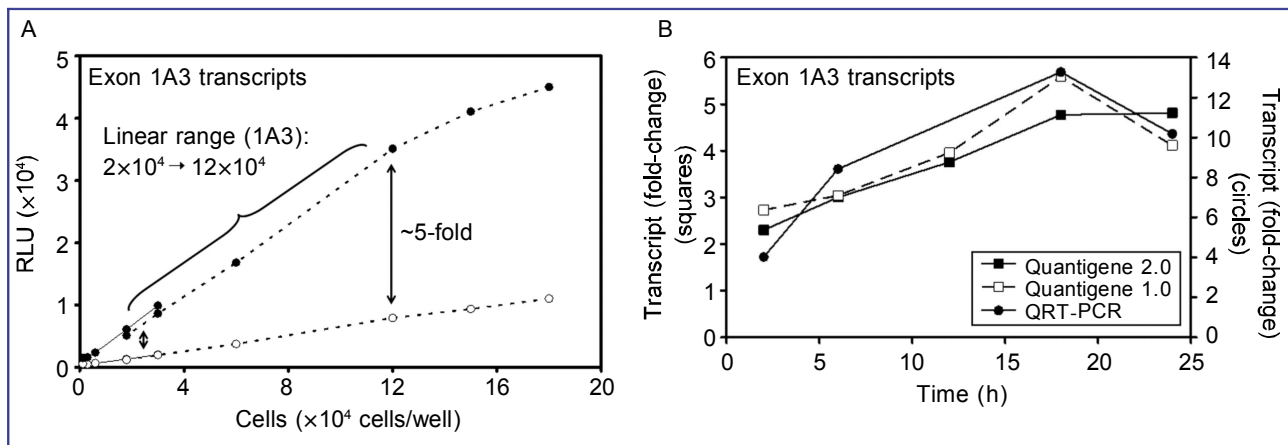 A
Exon 1A3 transcripts
Linear range (1A3):
2×10⁴ → 12×10⁴
~5-fold
RLU (×10⁴)
5
4
3
2
1
0
0 4 8 12 16 20
Cells (×10⁴ cells/well)
B
Exon 1A3 transcripts
Transcript (fold-change)
(squares)
6
5
4
3
2
1
0
14
12
10
8
6
4
2
0
Transcript (fold-change)
(circles)
Quantigene 2.0
Quantigene 1.0
QRT-PCR
0 5 10 15 20 25
Time (h)